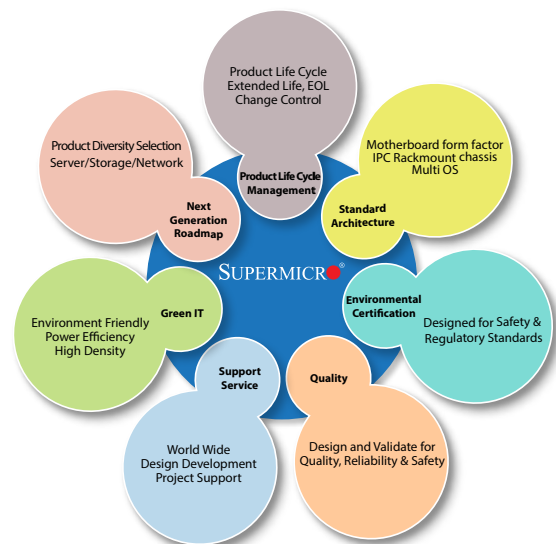 Product Life Cycle
Extended Life, EOL
Change Control
Product Life Cycle
Management
Motherboard form factor
IPC Rackmount chassis
Multi OS
Standard
Architecture
Environmental
Certification
Designed for Safety &
Regulatory Standards
Quality
Design and Validate for
Quality, Reliability & Safety
Support
Service
World Wide
Design Development
Project Support
Green IT
Environment Friendly
Power Efficiency
High Density
Next
Generation
Roadmap
Product Diversity Selection
Server/Storage/Network
SUPERMICR●®